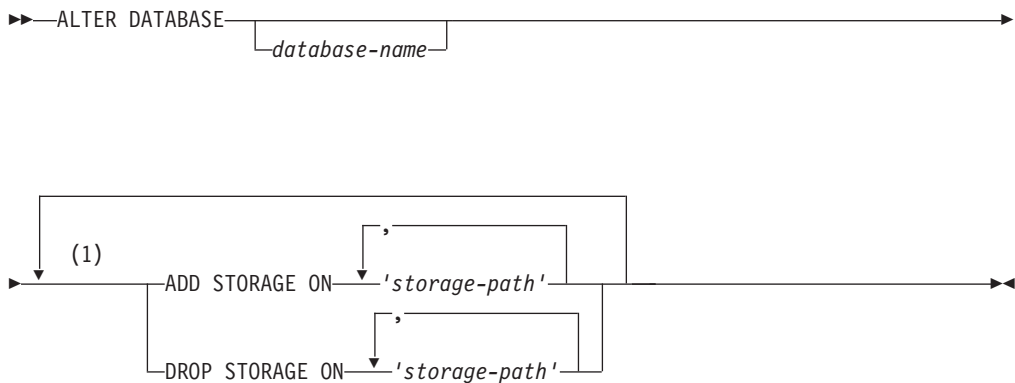 ALTER DATABASE
database-name
,
(1)
ADD STORAGE ON 'storage-path'
,
DROP STORAGE ON 'storage-path'